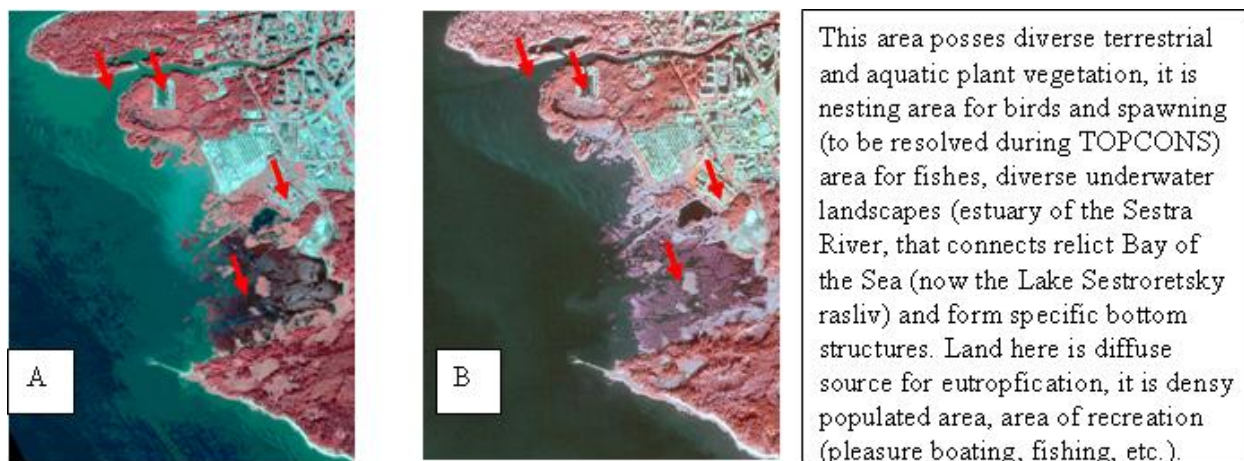 A
B
This area posses diverse terrestrial
and aquatic plant vegetation, it is
nesting area for birds and spawning
(to be resolved during TOPCONS)
area for fishes, diverse underwater
landscapes (estuary of the Sestra
River, that connects relict Bay of
the Sea (now the Lake Sestroretsky
rasliv) and form specific bottom
structures. Land here is diffuse
source for eutropfication, it is densy
populated area, area of recreation
(pleasure boating, fishing, etc.).